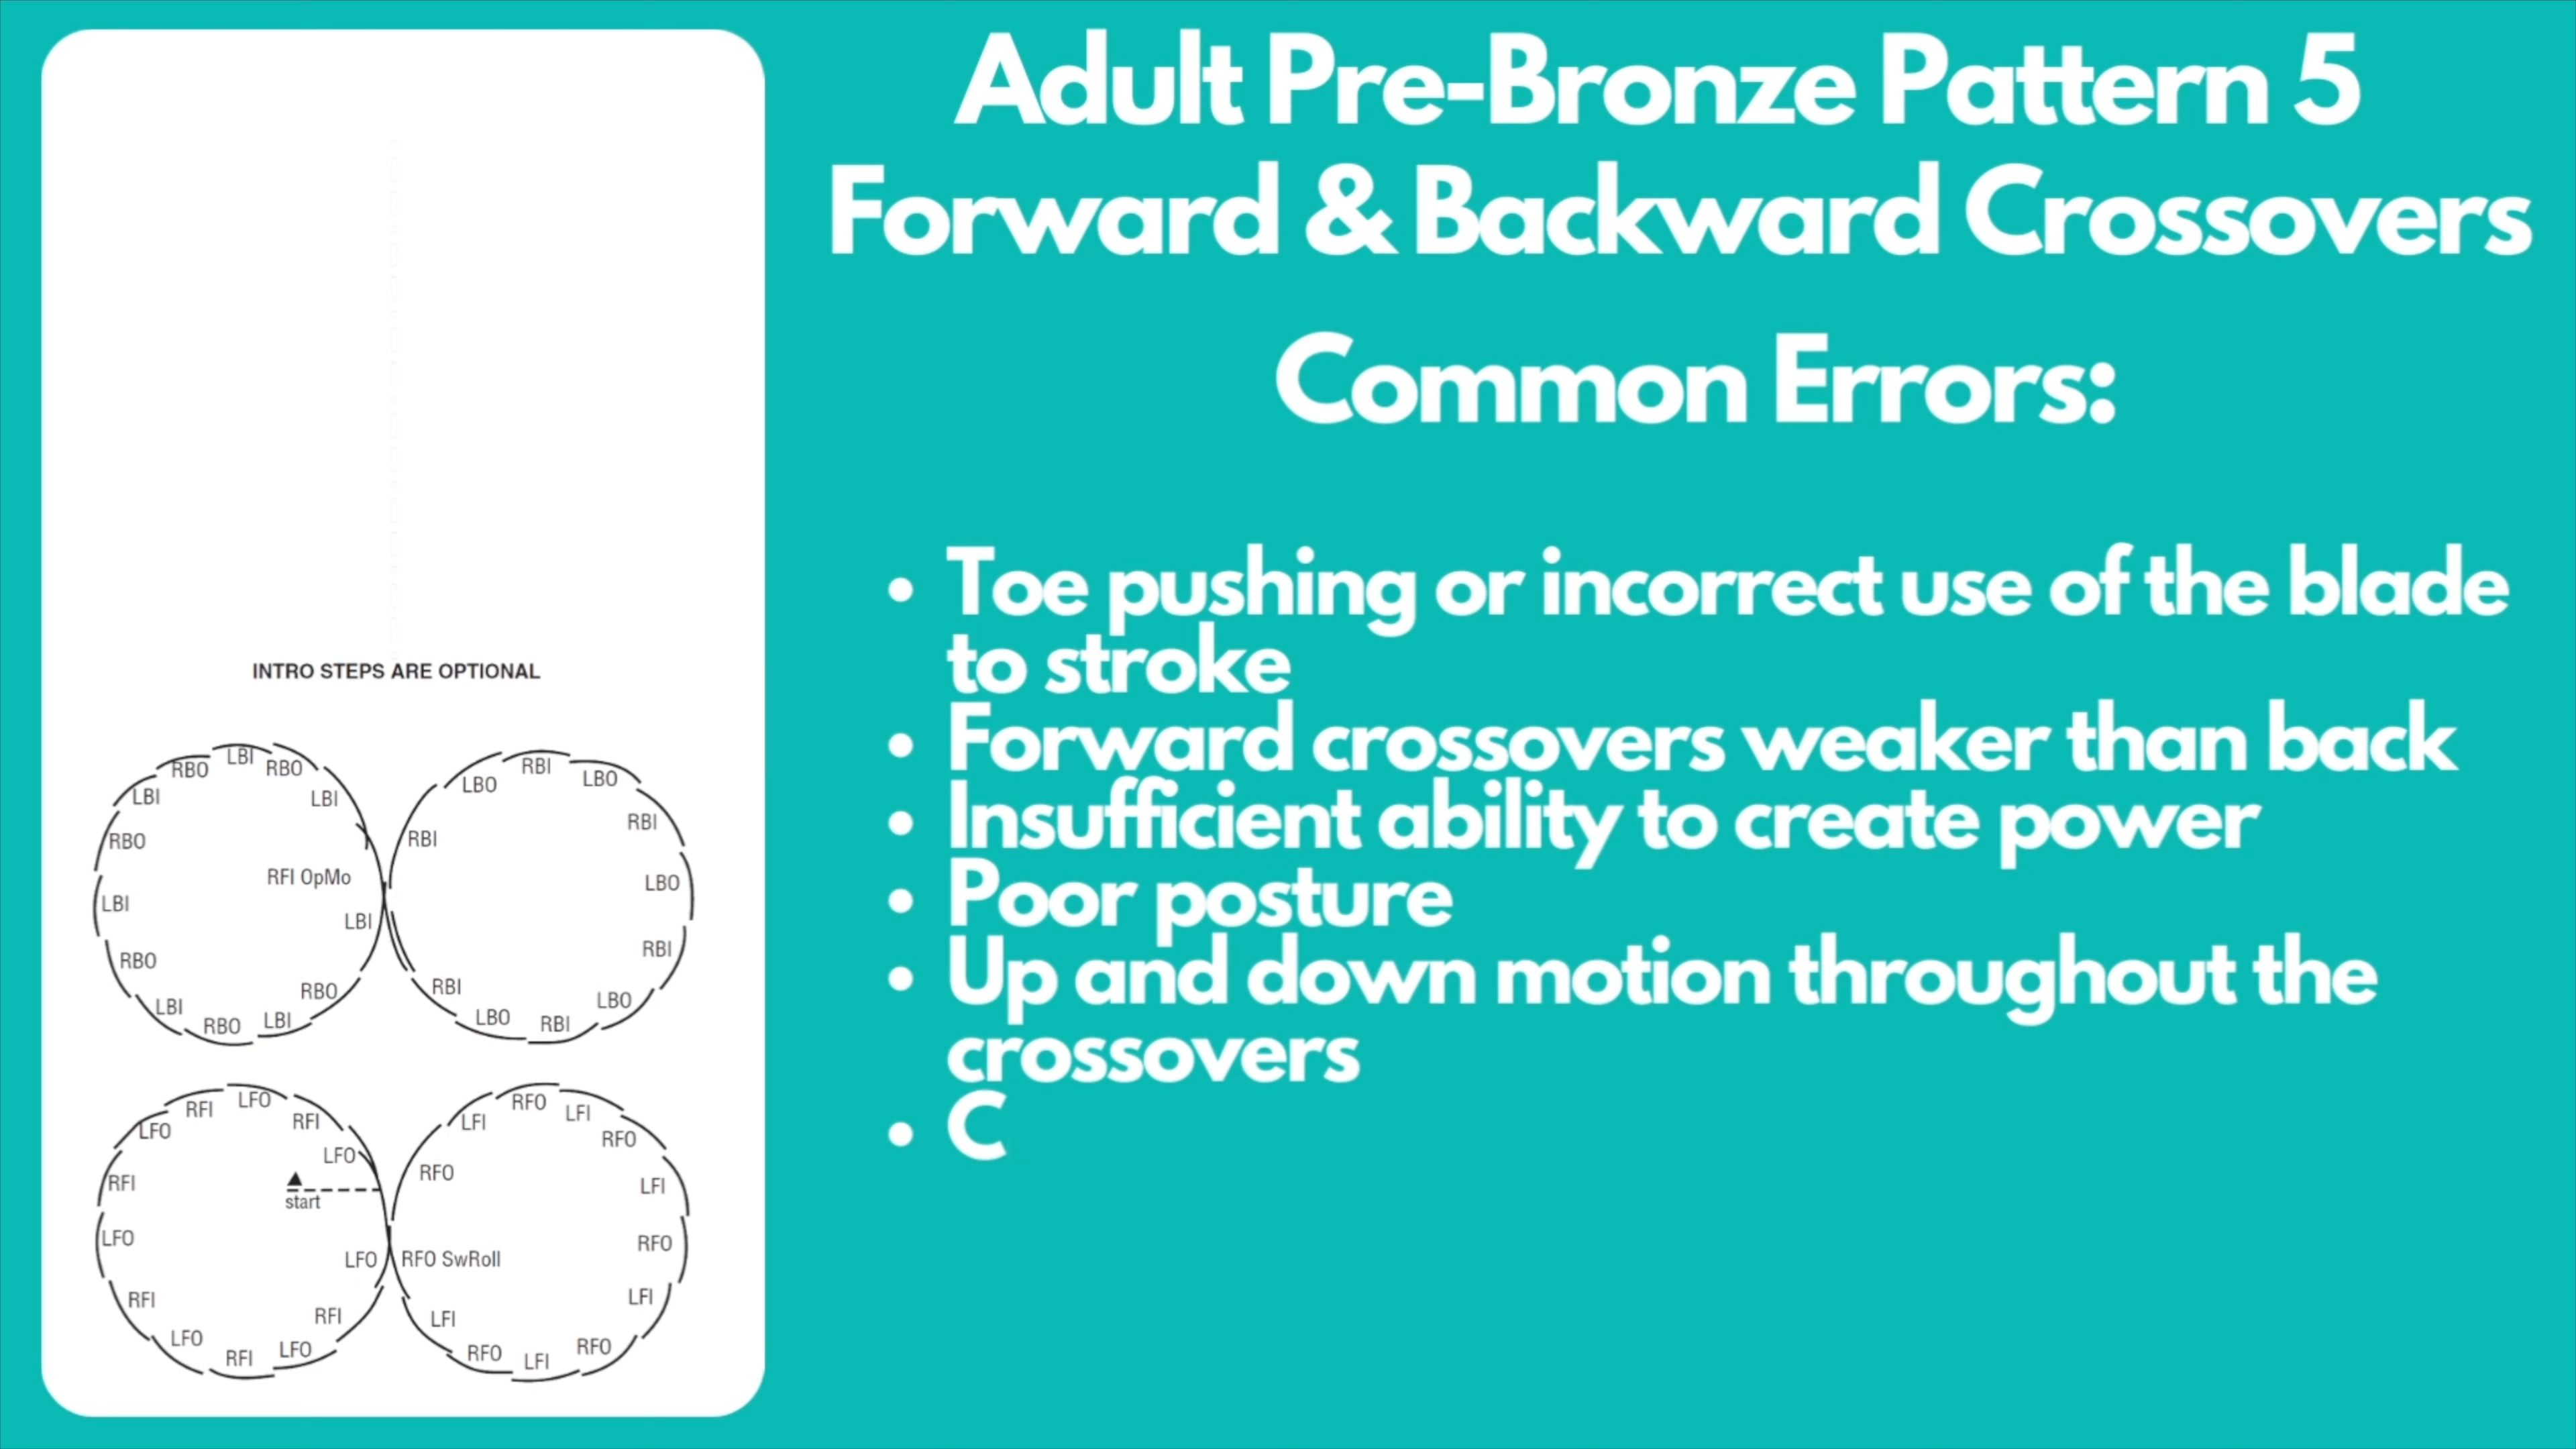 Adult Pre-Bronze Pattern 5
Forward & Backward Crossovers
Common Errors:
• Toe pushing or incorrect use of the blade
to stroke
• Forward crossovers weaker than back
• Insufficient ability to create power
• Poor posture
• Up and down motion throughout the
crossovers
• C
INTRO STEPS ARE OPTIONAL
LBI
RBO
RBO
LBI
LBI
RBO
RFI OpMo
LBI
LBI
RBO
RBO
LBI
RBO
LBI
RBI
LBO
LBO
RBI
RBI
LBO
RBI
RBI
LBO
LBO
RBI
LFO
RFI
RFI
LFO
LFO
RFI
start
LFO
LFO
RFI
RFI
LFO
LFO
RFI
RFO
LFI
LFI
RFO
RFO
LFI
RFO
RFO SwRoll
LFI
LFI
RFO
RFO
LFI